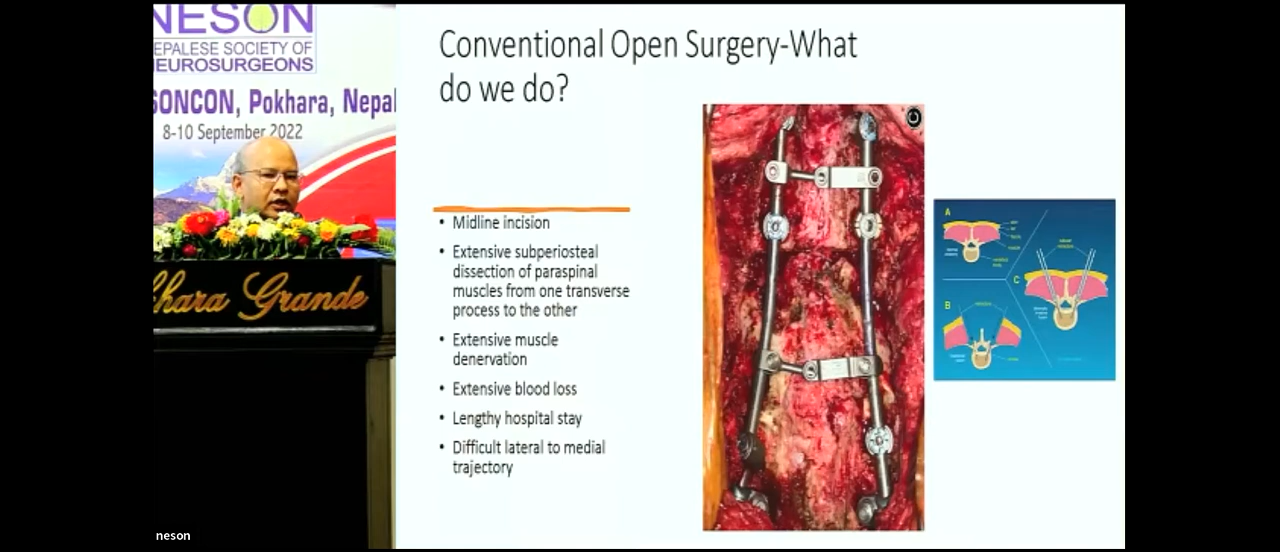 NESON
EPALESE SOCIETY OF
EUROSURGEONS
SONCON, Pokhara, Nepal
8-10 September 2022
hara Grande
neson
Conventional Open Surgery-What
do we do?
• Midline incision
• Extensive subperiosteal
dissection of paraspinal
muscles from one transverse
process to the other
• Extensive muscle
denervation
• Extensive blood loss
• Lengthy hospital stay
• Difficult lateral to medial
trajectory
A
B
C